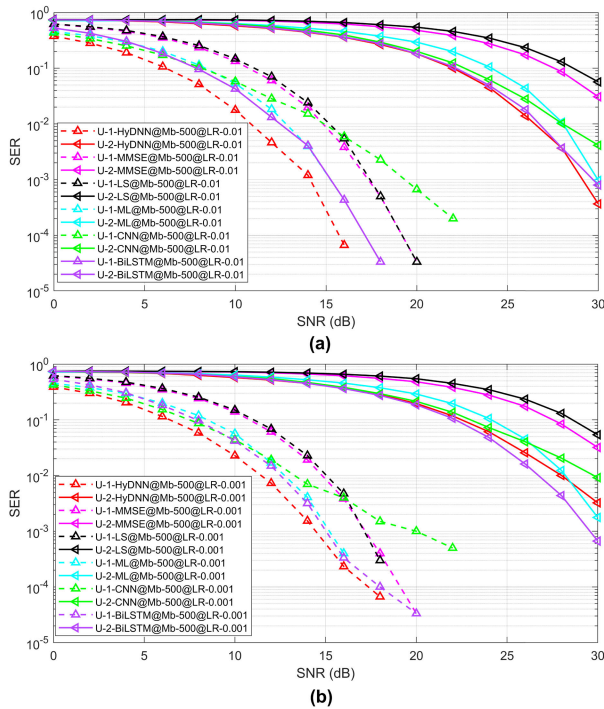 10^0
10^-1
10^-2
10^-3
10^-4
10^-5
SER
U-1-HyDNN@Mb-500@LR-0.01
U-2-HyDNN@Mb-500@LR-0.01
U-1-MMSE@Mb-500@LR-0.01
U-2-MMSE@Mb-500@LR-0.01
U-1-LS@Mb-500@LR-0.01
U-2-LS@Mb-500@LR-0.01
U-1-ML@Mb-500@LR-0.01
U-2-ML@Mb-500@LR-0.01
U-1-CNN@Mb-500@LR-0.01
U-2-CNN@Mb-500@LR-0.01
U-1-BiLSTM@Mb-500@LR-0.01
U-2-BiLSTM@Mb-500@LR-0.01
0 5 10 15 20 25 30
SNR (dB)
(a)
10^0
10^-1
10^-2
10^-3
10^-4
10^-5
SER
U-1-HyDNN@Mb-500@LR-0.001
U-2-HyDNN@Mb-500@LR-0.001
U-1-MMSE@Mb-500@LR-0.001
U-2-MMSE@Mb-500@LR-0.001
U-1-LS@Mb-500@LR-0.001
U-2-LS@Mb-500@LR-0.001
U-1-ML@Mb-500@LR-0.001
U-2-ML@Mb-500@LR-0.001
U-1-CNN@Mb-500@LR-0.001
U-2-CNN@Mb-500@LR-0.001
U-1-BiLSTM@Mb-500@LR-0.001
U-2-BiLSTM@Mb-500@LR-0.001
0 5 10 15 20 25 30
SNR (dB)
(b)